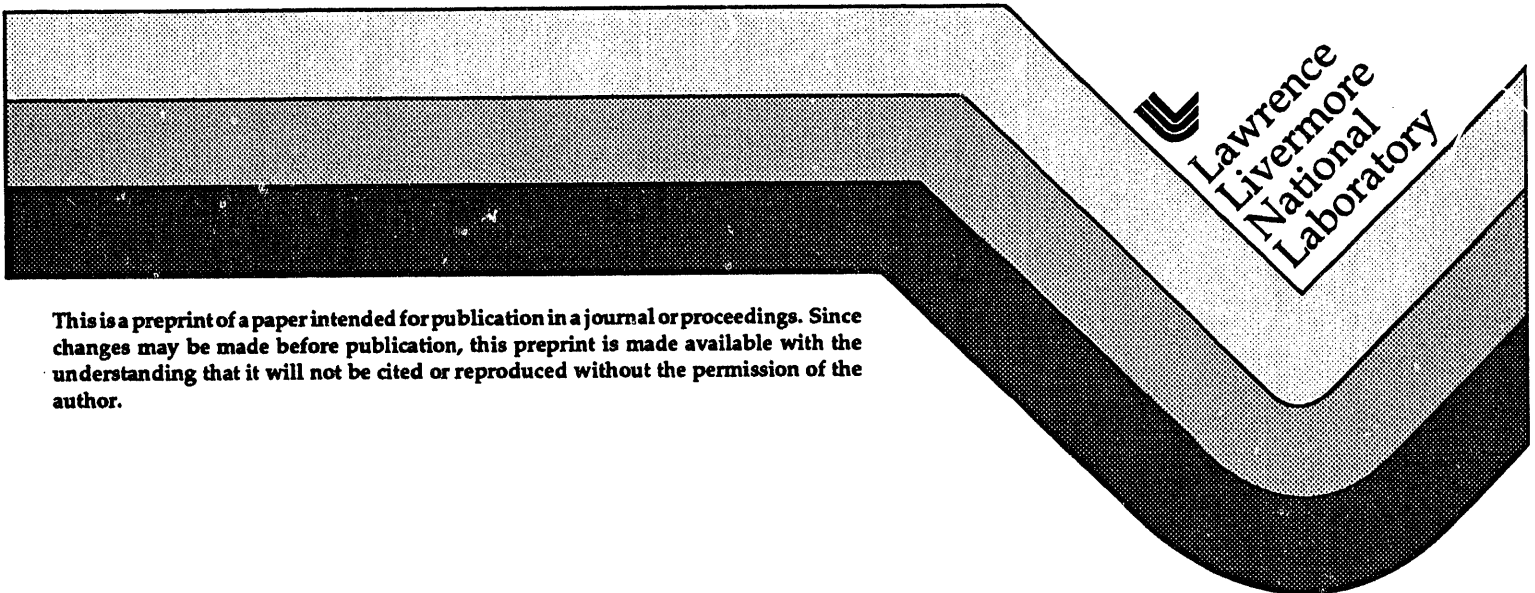 Lawrence
Livermore
National
Laboratory
This is a preprint of a paper intended for publication in a journal or proceedings. Since
changes may be made before publication, this preprint is made available with the
understanding that it will not be cited or reproduced without the permission of the
author.